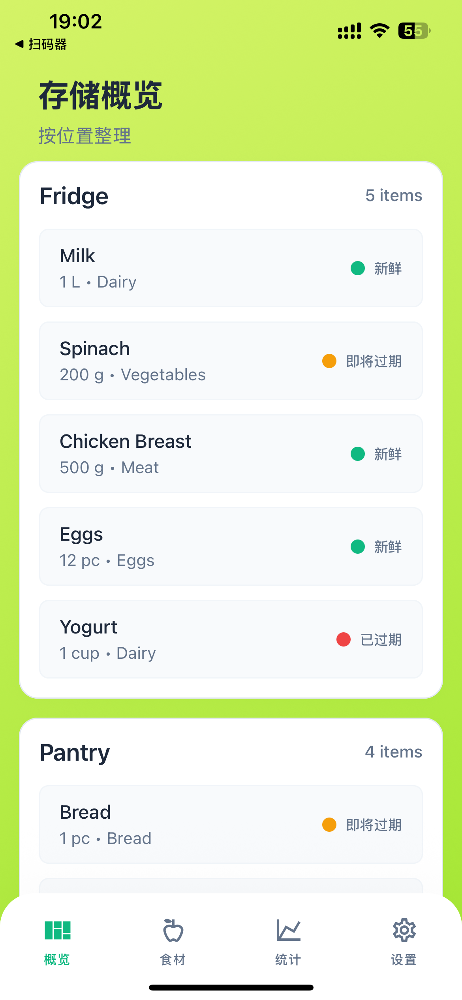 19:02
55
◀ 扫码器
存储概览
按位置整理
Fridge
5 items
Milk
1 L • Dairy
新鲜
Spinach
200 g • Vegetables
即将过期
Chicken Breast
500 g • Meat
新鲜
Eggs
12 pc • Eggs
新鲜
Yogurt
1 cup • Dairy
已过期
Pantry
4 items
Bread
1 pc • Bread
即将过期
概览
食材
统计
设置